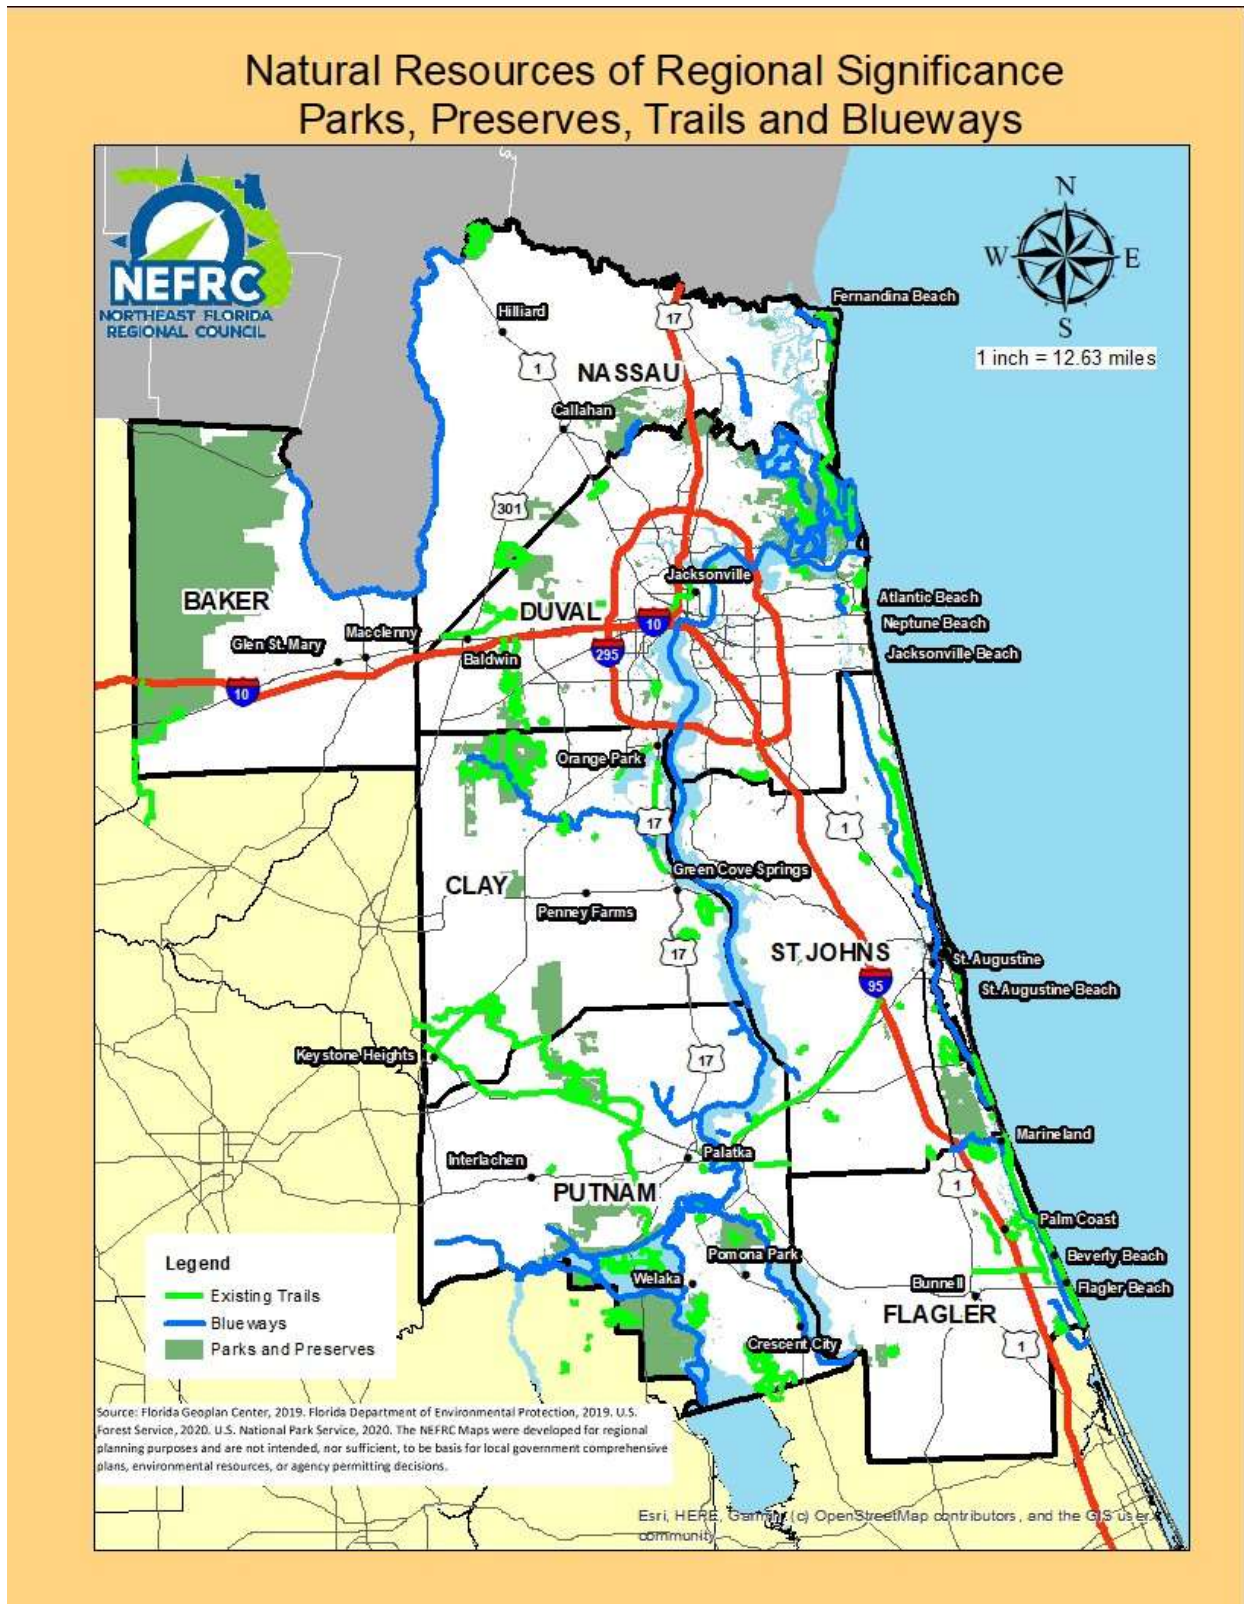 Natural Resources of Regional Significance
Parks, Preserves, Trails and Blueways
NEFRC
NORTHEAST FLORIDA
REGIONAL COUNCIL
N
W
E
S
1 inch = 12.63 miles
Fernandina Beach
Hilliard
17
1
NASSAU
Callahan
301
Jacksonville
BAKER
DUVAL
Atlantic Beach
10
Neptune Beach
Glen St. Mary
Macclenny
295
Baldwin
Jacksonville Beach
10
Orange Park
17
1
Green Cove Springs
CLAY
Penney Farms
17
ST JOHNS
St. Augustine
95
St. Augustine Beach
Keystone Heights
17
Marineland
Interlachen
Palatka
1
PUTNAM
Palm Coast
Pomona Park
Beverly Beach
Welaka
Bunnell
Flagler Beach
FLAGLER
Crescent City
1
Legend
Existing Trails
Blueways
Parks and Preserves
Source: Florida Geoplan Center, 2019. Florida Department of Environmental Protection, 2019. U.S.
Forest Service, 2020. U.S. National Park Service, 2020. The NEFRC Maps were developed for regional
planning purposes and are not intended, nor sufficient, to be basis for local government comprehensive
plans, environmental resources, or agency permitting decisions.
Esri, HERE, Garmin, (c) OpenStreetMap contributors, and the GIS user
community